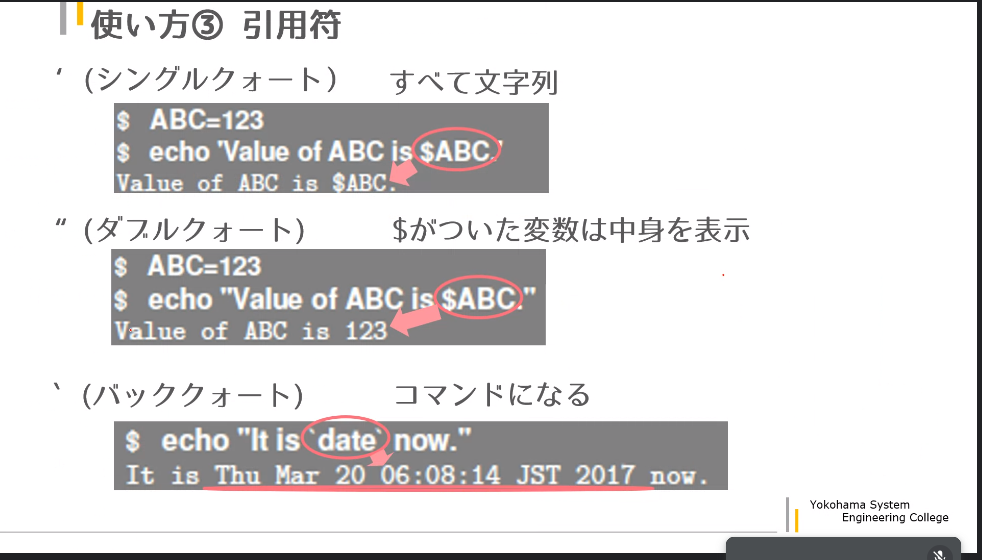 使い方③ 引用符
‘ (シングルクォート) すべて文字列
$ ABC=123
$ echo 'Value of ABC is $ABC.'
Value of ABC is $ABC.
“ (ダブルクォート) $がついた変数は中身を表示
$ ABC=123
$ echo "Value of ABC is $ABC."
Value of ABC is 123
` (バッククォート) コマンドになる
$ echo "It is `date` now."
It is Thu Mar 20 06:08:14 JST 2017 now.
Yokohama System
Engineering College